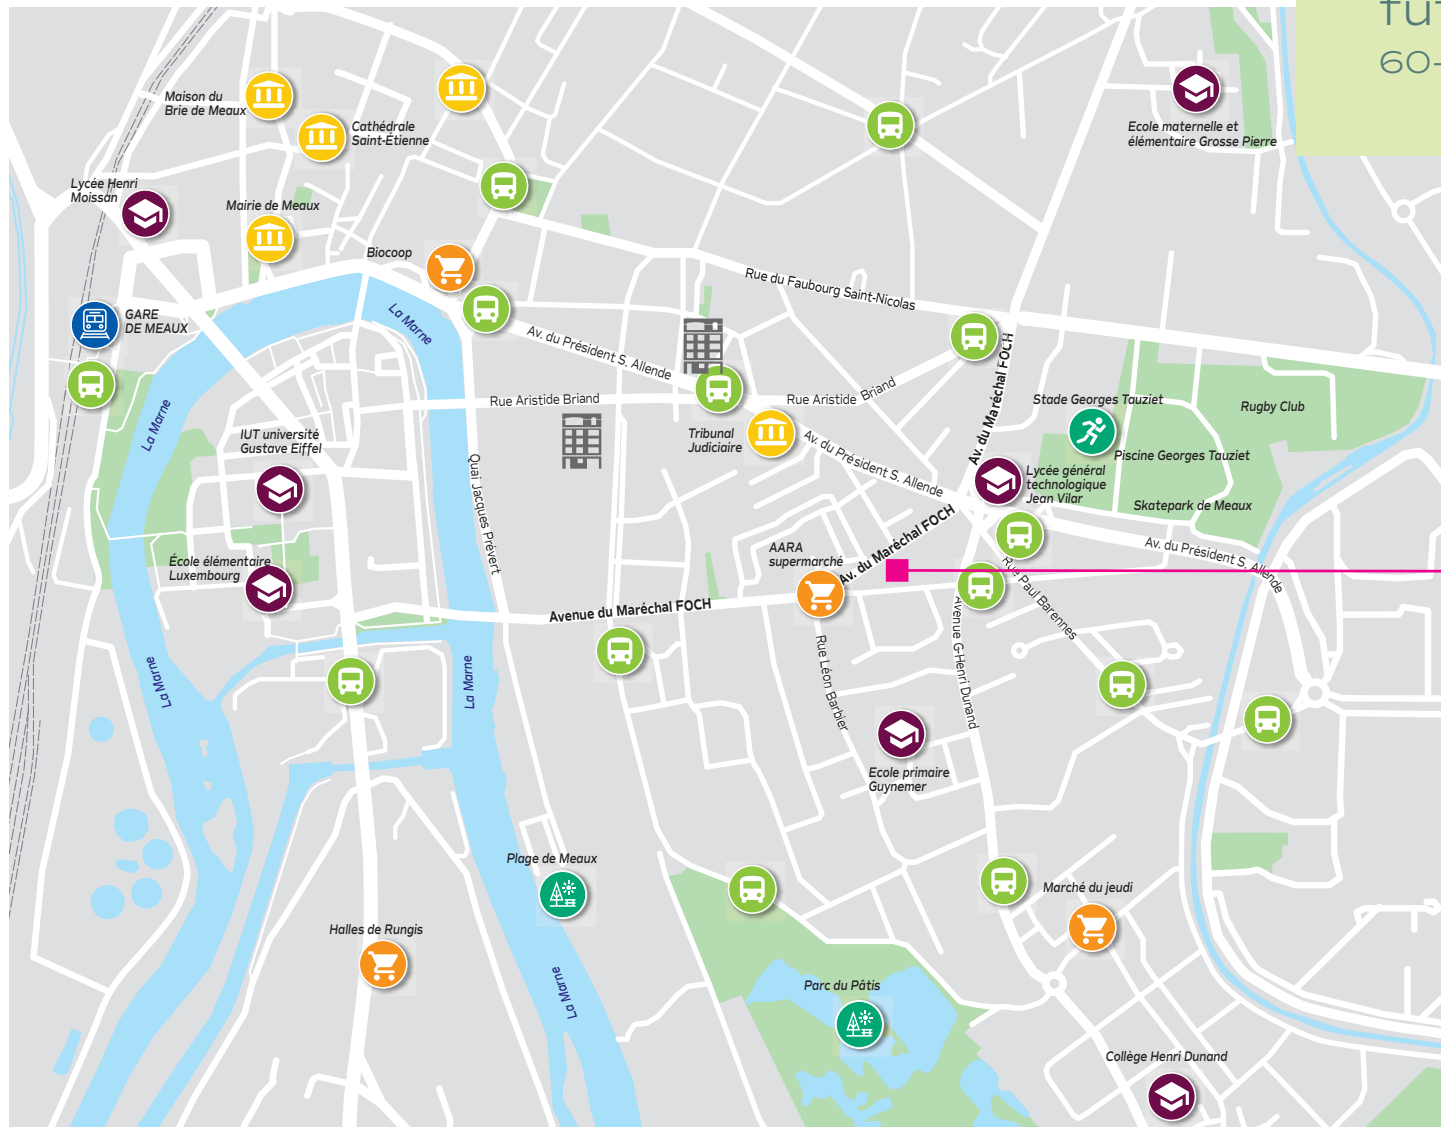 60-
Maison du
Brie de Meaux
Cathédrale
Saint-Étienne
Ecole maternelle et
élémentaire Grosse Pierre
Lycée Henri
Moissan
Mairie de Meaux
Biocoop
Rue du Faubourg Saint-Nicolas
GARE
DE MEAUX
La Marne
Av. du Président S. Allende
Av. du Maréchal FOCH
Rue Aristide Briand
Rue Aristide Briand
Stade Georges Tauziet
Rugby Club
La Marne
IUT université
Gustave Eiffel
Tribunal
Judiciaire
Av. du Président S. Allende
Piscine Georges Tauziet
Quai Jacques Prévert
Lycée général
technologique
Jean Vilar
Skatepark de Meaux
École élémentaire
Luxembourg
AARA
supermarché
Av. du Maréchal FOCH
Av. du Président S. Allende
Rue Paul Barennes
Avenue du Maréchal FOCH
Avenue G-Henri Dunand
Rue Léon Barbier
La Marne
La Marne
Ecole primaire
Guynemer
Plage de Meaux
Marché du jeudi
Halles de Rungis
La Marne
Parc du Pâtis
Collège Henri Dunand